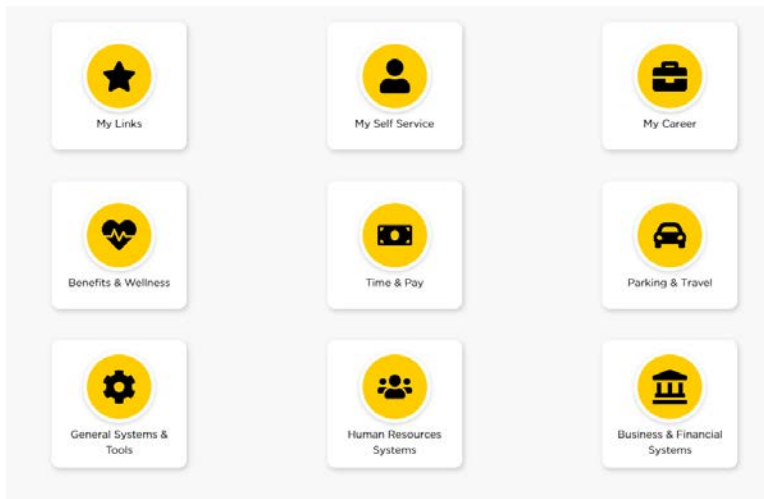 My Links
My Self Service
My Career
Benefits & Wellness
Time & Pay
Parking & Travel
General Systems &
Tools
Human Resources
Systems
Business & Financial
Systems